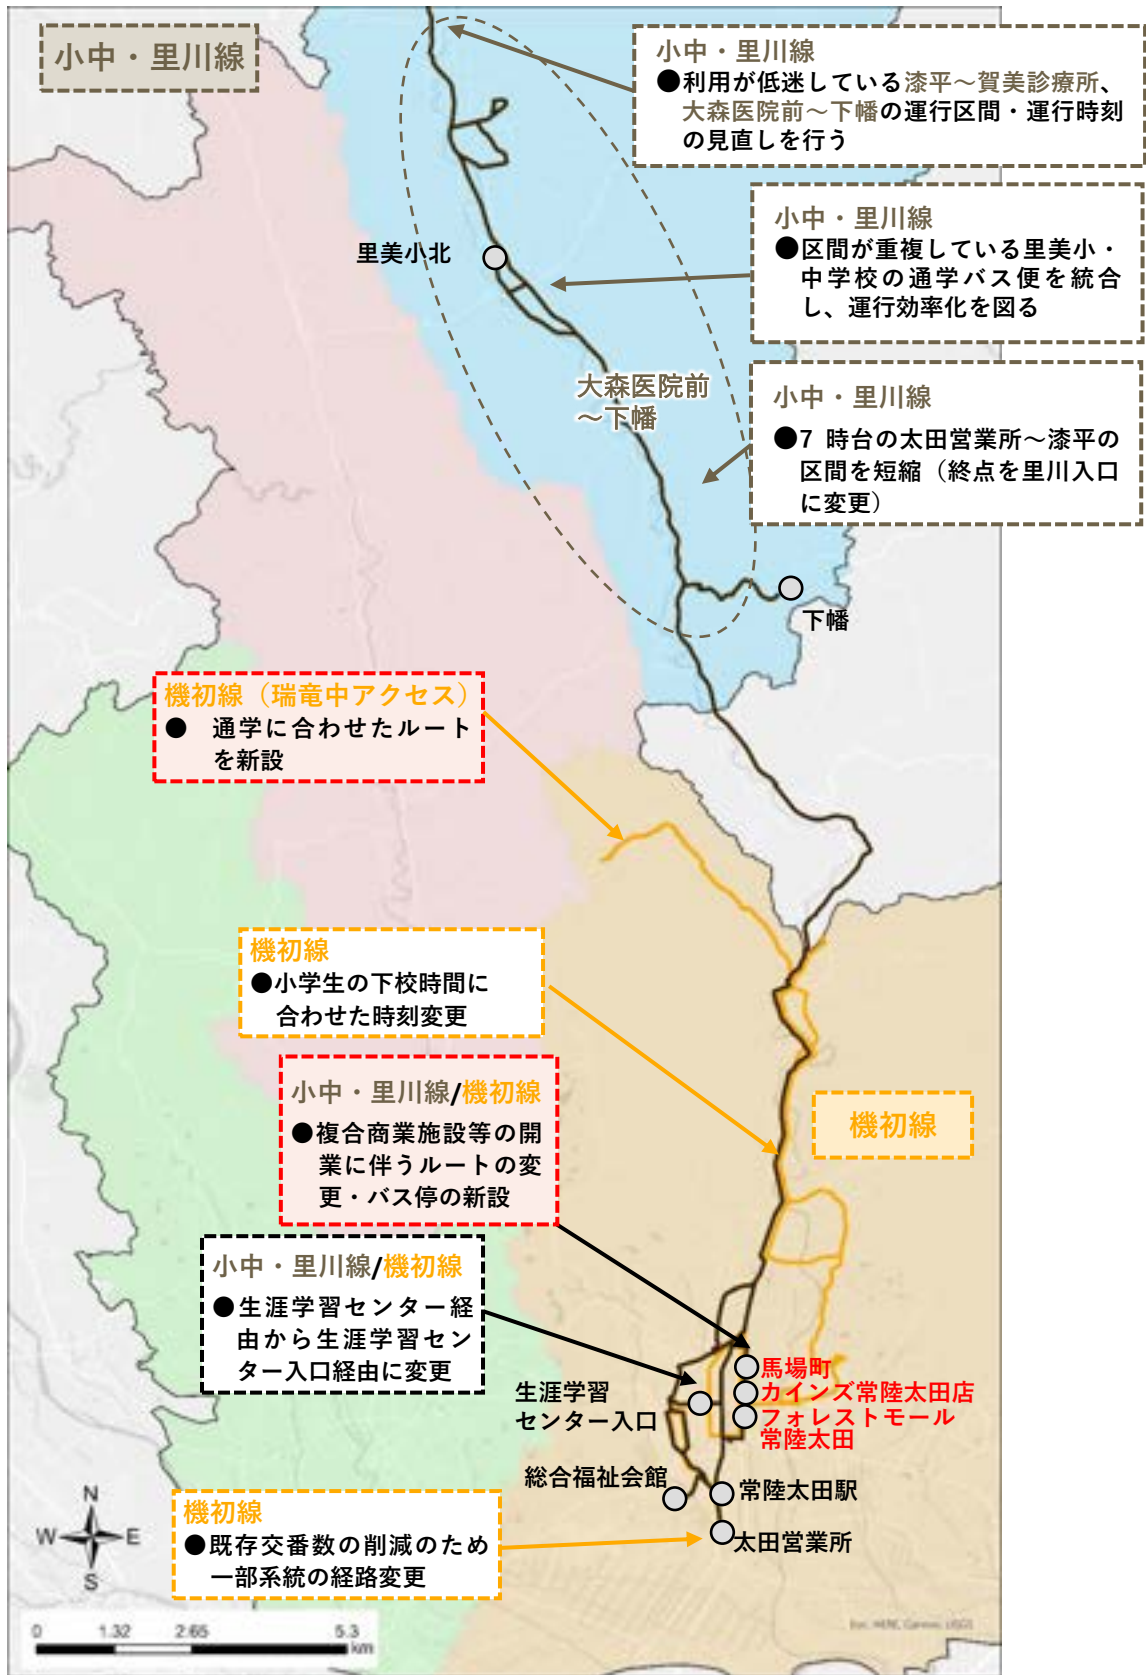 小中・里川線
小中・里川線
●利用が低迷している漆平～賀美診療所、
大森医院前～下幡の運行区間・運行時刻
の見直しを行う
小中・里川線
●区間が重複している里美小・
中学校の通学バス便を統合
し、運行効率化を図る
里美小北
大森医院前
～下幡
小中・里川線
●7 時台の太田営業所～漆平の
区間を短縮（終点を里川入口
に変更）
下幡
機初線（瑞竜中アクセス）
● 通学に合わせたルート
を新設
機初線
●小学生の下校時間に
合わせた時刻変更
小中・里川線/機初線
●複合商業施設等の開
業に伴うルートの変
更・バス停の新設
機初線
小中・里川線/機初線
●生涯学習センター経
由から生涯学習セン
ター入口経由に変更
馬場町
カインズ常陸太田店
フォレストモール
常陸太田
生涯学習
センター入口
総合福祉会館
常陸太田駅
太田営業所
機初線
●既存交番数の削減のため
一部系統の経路変更
N
W E
S
0 1.32 2.65 5.3
km
Esri, HERE, Garmin, USGS